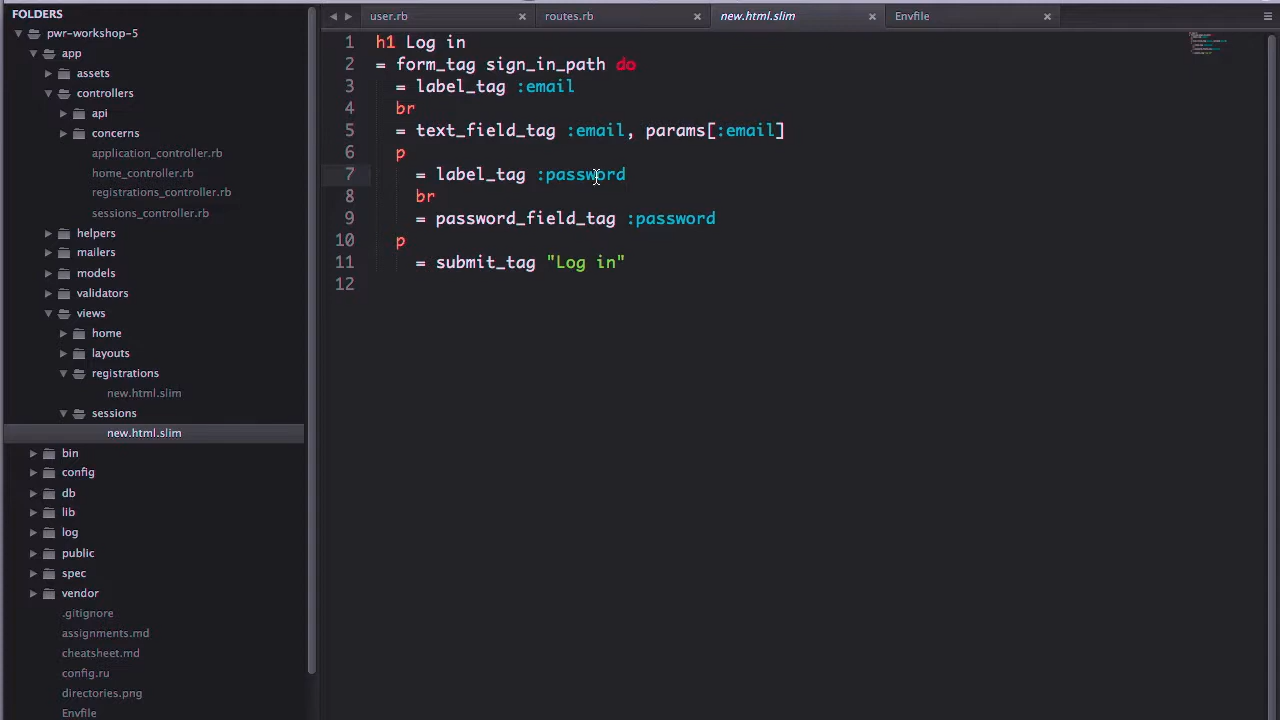 FOLDERS
pwr-workshop-5
app
assets
controllers
api
concerns
application_controller.rb
home_controller.rb
registrations_controller.rb
sessions_controller.rb
helpers
mailers
models
validators
views
home
layouts
registrations
new.html.slim
sessions
new.html.slim
bin
config
db
lib
log
public
spec
vendor
.gitignore
assignments.md
cheatsheet.md
config.ru
directories.png
Envfile
user.rb
routes.rb
new.html.slim
Envfile
1 h1 Log in
2 = form_tag sign_in_path do
3   = label_tag :email
4   br
5   = text_field_tag :email, params[:email]
6   p
7     = label_tag :password
8     br
9     = password_field_tag :password
10   p
11     = submit_tag "Log in"
12